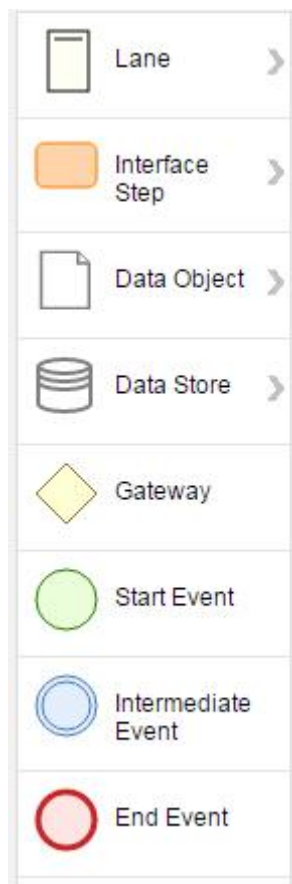 Lane
Interface
Step
Data Object
Data Store
Gateway
Start Event
Intermediate
Event
End Event